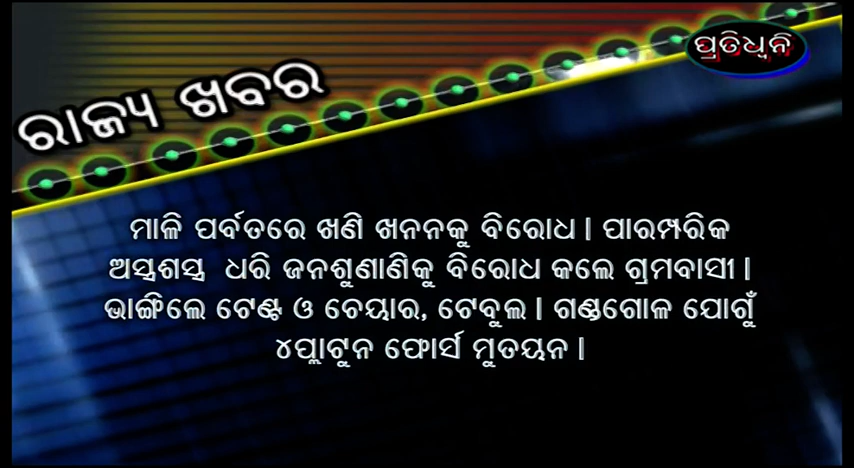 ପ୍ରତିଧ୍ୱନି
ରାଜ୍ୟ ଖବର
ମାଳି ପର୍ବତରେ ଖଣି ଖନନକୁ ବିରୋଧ | ପାରମ୍ପରିକ
ଅସ୍ତ୍ରଶସ୍ତ୍ର ଧରି ଜନଶୁଣାଣିକୁ ବିରୋଧ କଲେ ଗ୍ରମବାସୀ |
ଭାଙ୍ଗିଲେ ଟେଣ୍ଟ ଓ ଚେୟାର, ଟେବୁଲ | ଗଣ୍ଡଗୋଳ ଯୋଗୁଁ
୪ପ୍ଲାଟୁନ ଫୋର୍ସ ମୁତୟନ |